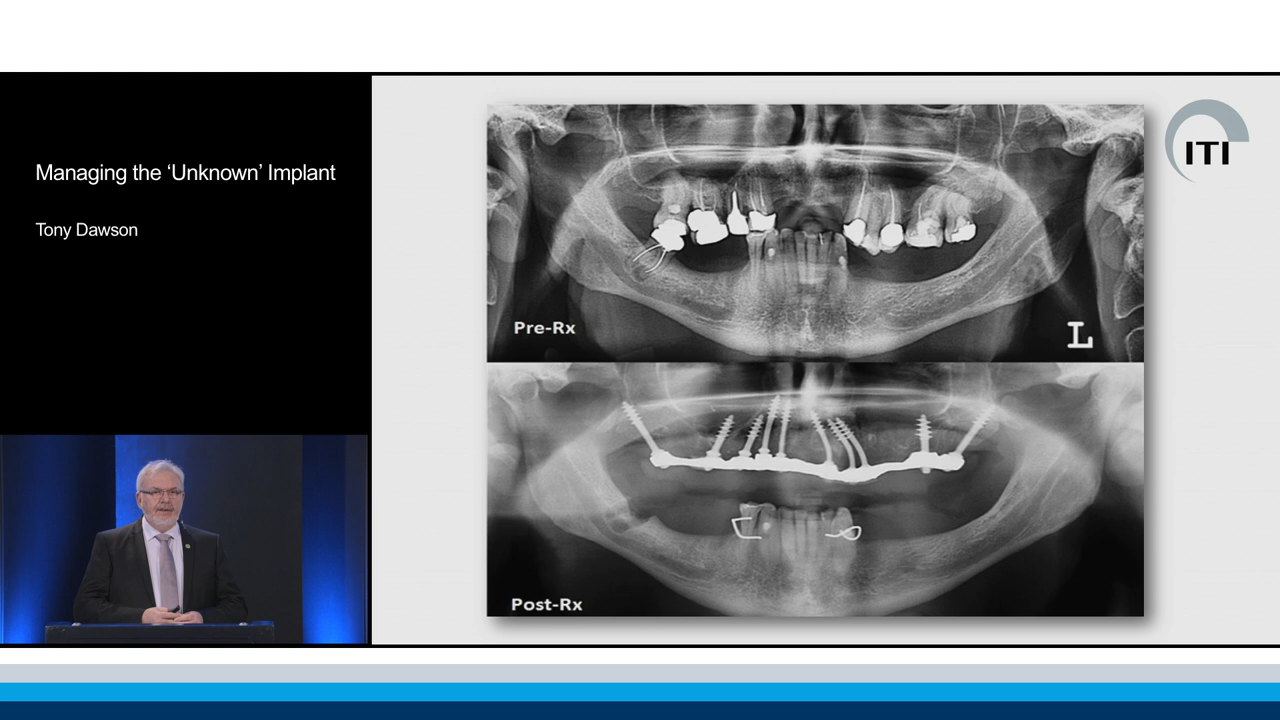 Managing the ‘Unknown’ Implant
Tony Dawson
ITI
Pre-Rx
L
Post-Rx